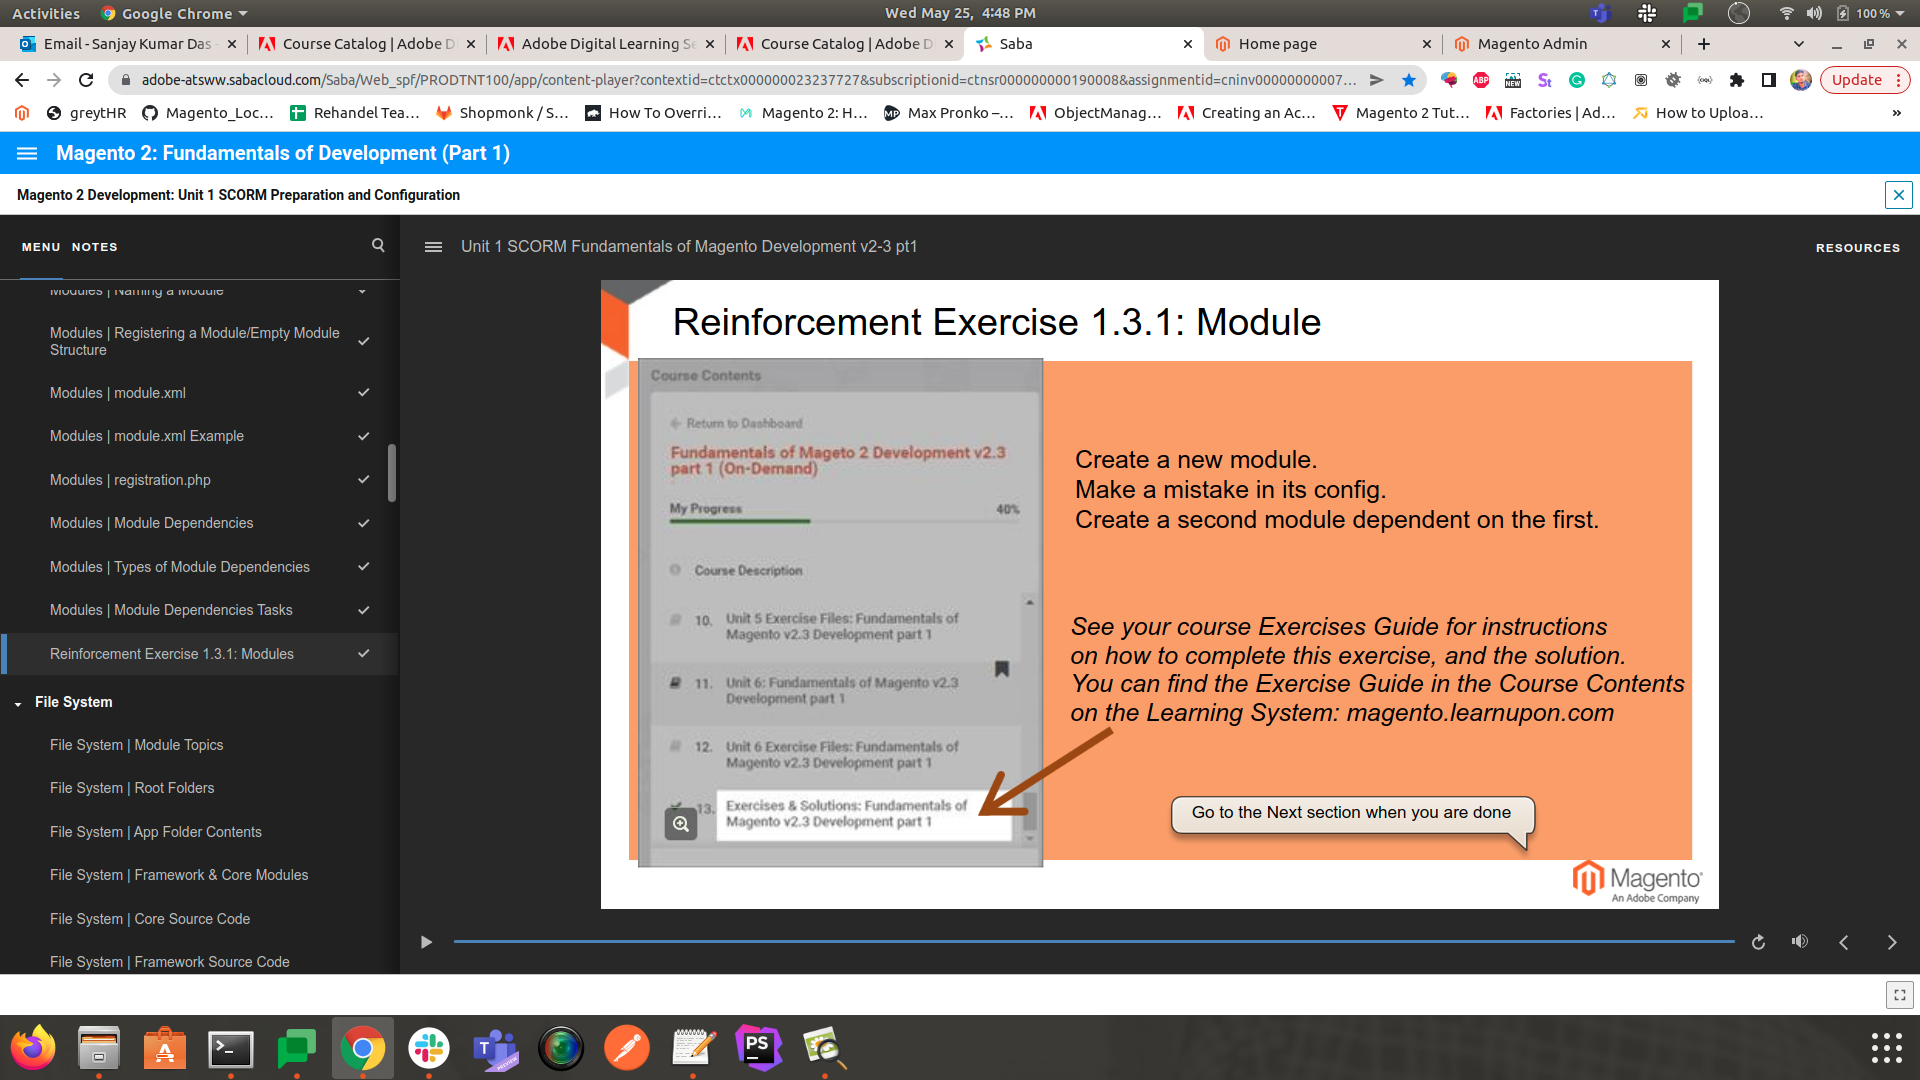 Activities
Google Chrome
Wed May 25, 4:48 PM
100 %
Email - Sanjay Kumar Das
Course Catalog | Adobe D
Adobe Digital Learning Se
Course Catalog | Adobe D
Saba
Home page
Magento Admin
adobe-atsww.sabacloud.com/Saba/Web_spf/PRODTNT100/app/content-player?contextid=ctctx000000023237727&subscriptionid=ctnsr000000000190008&assignmentid=cninv00000000007...
Update
greytHR
Magento_Loc...
Rehandel Tea...
Shopmonk / S...
How To Overri...
Magento 2: H...
Max Pronko –...
ObjectManag...
Creating an Ac...
Magento 2 Tut...
Factories | Ad...
How to Uploa...
»
Magento 2: Fundamentals of Development (Part 1)
Magento 2 Development: Unit 1 SCORM Preparation and Configuration
MENU
NOTES
Unit 1 SCORM Fundamentals of Magento Development v2-3 pt1
RESOURCES
Modules | Naming a Module
Modules | Registering a Module/Empty Module
Structure
Modules | module.xml
Modules | module.xml Example
Modules | registration.php
Modules | Module Dependencies
Modules | Types of Module Dependencies
Modules | Module Dependencies Tasks
Reinforcement Exercise 1.3.1: Modules
File System
File System | Module Topics
File System | Root Folders
File System | App Folder Contents
File System | Framework & Core Modules
File System | Core Source Code
File System | Framework Source Code
Reinforcement Exercise 1.3.1: Module
Course Contents
Return to Dashboard
Fundamentals of Mageto 2 Development v2.3
part 1 (On-Demand)
My Progress
40%
Course Description
10. Unit 5 Exercise Files: Fundamentals of
Magento v2.3 Development part 1
11. Unit 6: Fundamentals of Magento v2.3
Development part 1
12. Unit 6 Exercise Files: Fundamentals of
Magento v2.3 Development part 1
13. Exercises & Solutions: Fundamentals of
Magento v2.3 Development part 1
Create a new module.
Make a mistake in its config.
Create a second module dependent on the first.
See your course Exercises Guide for instructions
on how to complete this exercise, and the solution.
You can find the Exercise Guide in the Course Contents
on the Learning System: magento.learnupon.com
Go to the Next section when you are done
Magento
An Adobe Company